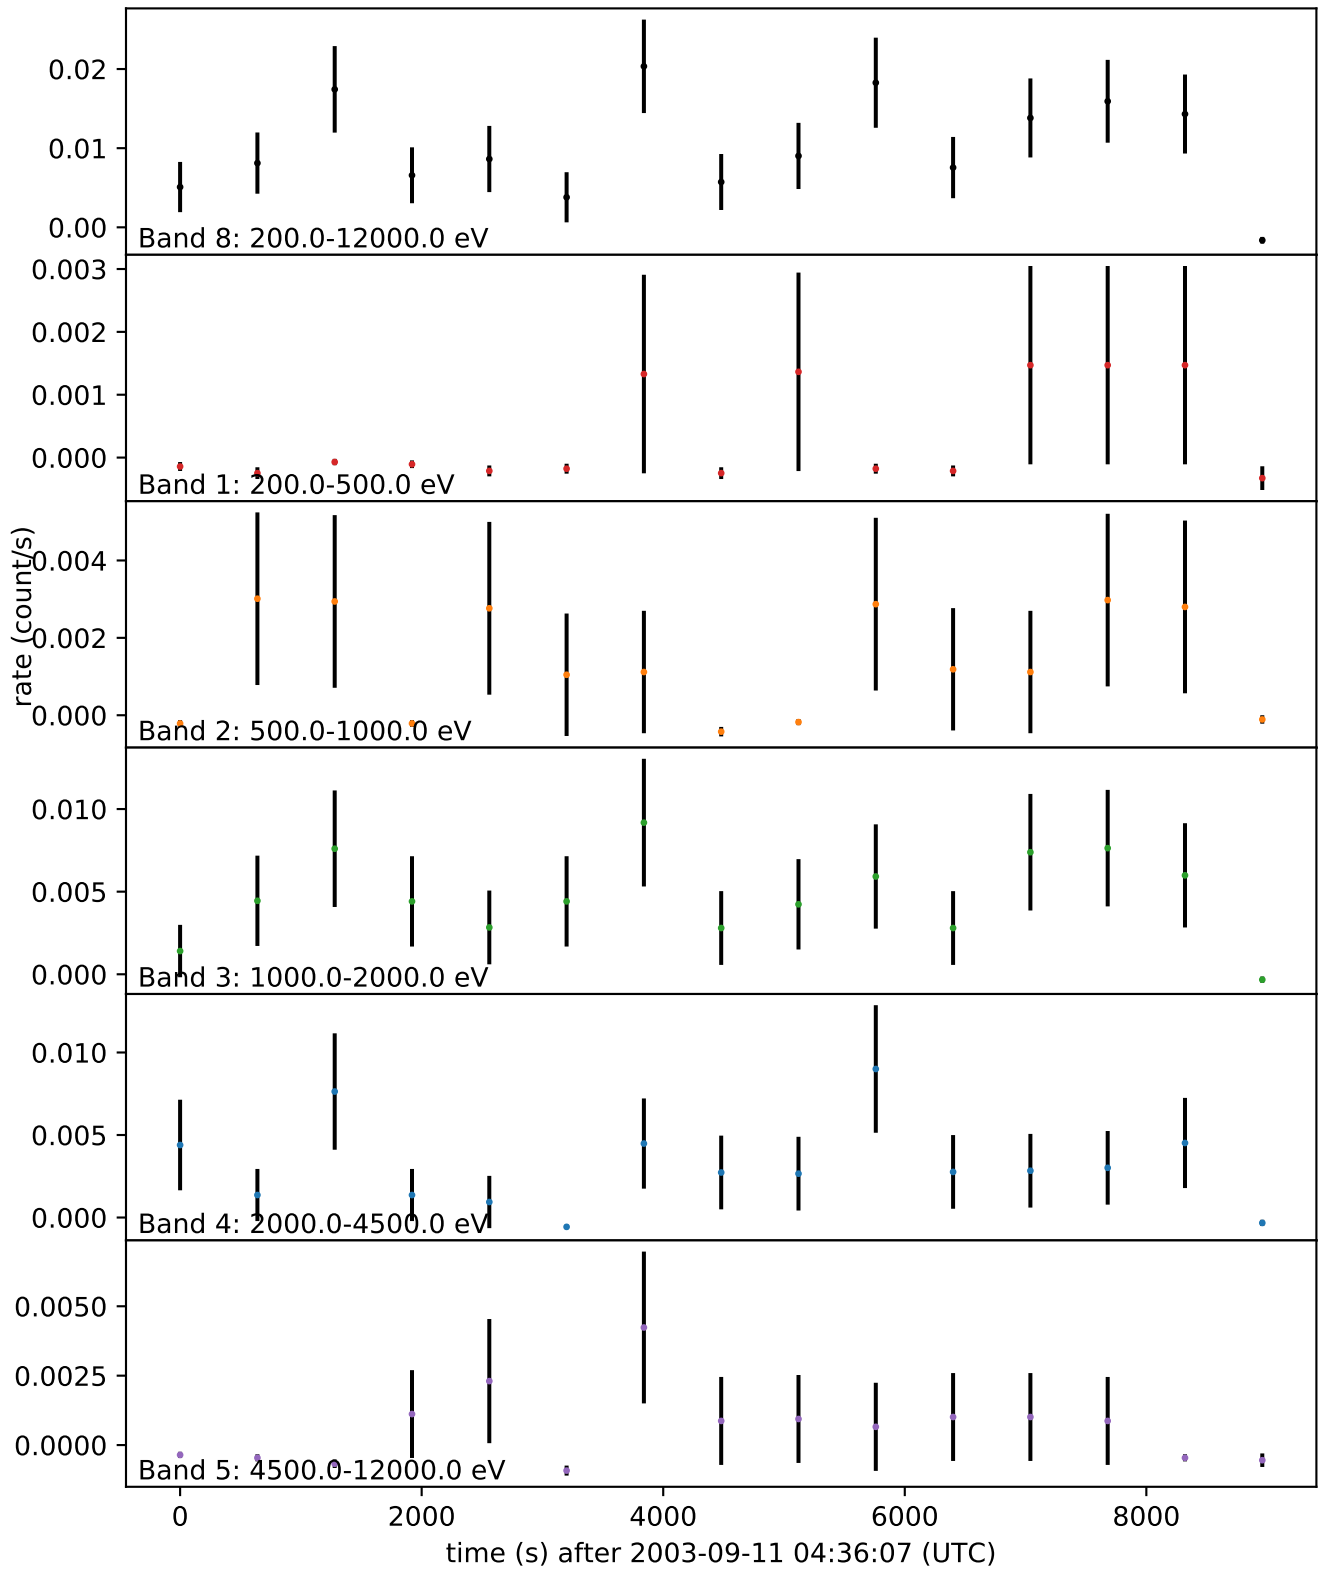 0.02
0.01
0.00
Band 8: 200.0-12000.0 eV
0.003
0.002
0.001
0.000
Band 1: 200.0-500.0 eV
rate (count/s)
0.004
0.002
0.000
Band 2: 500.0-1000.0 eV
0.010
0.005
0.000
Band 3: 1000.0-2000.0 eV
0.010
0.005
0.000
Band 4: 2000.0-4500.0 eV
0.0050
0.0025
0.0000
Band 5: 4500.0-12000.0 eV
0 2000 4000 6000 8000
time (s) after 2003-09-11 04:36:07 (UTC)